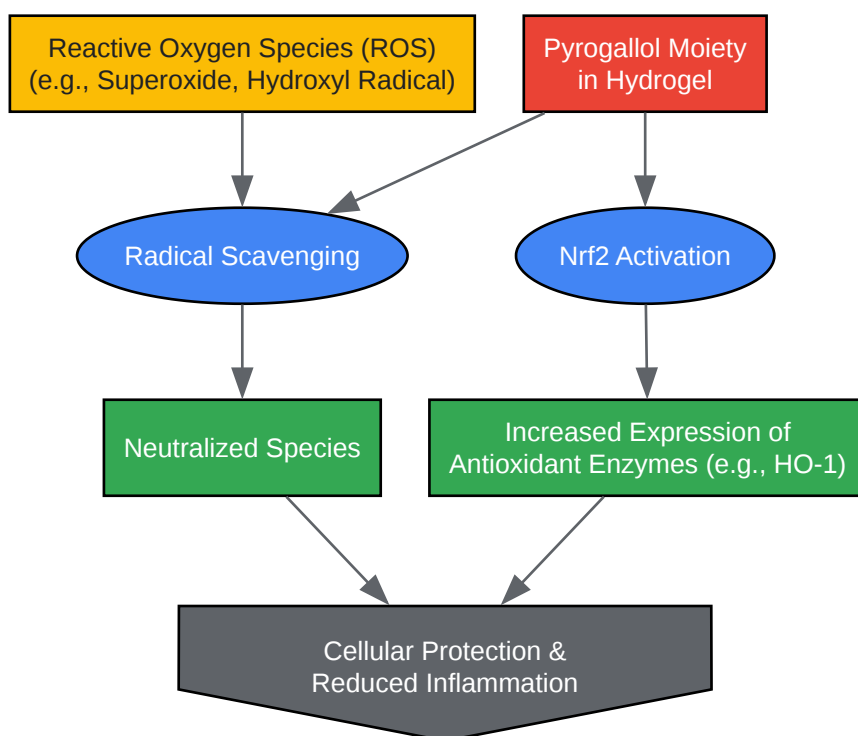 Reactive Oxygen Species (ROS)
(e.g., Superoxide, Hydroxyl Radical)
Pyrogallol Moiety
in Hydrogel
Radical Scavenging
Nrf2 Activation
Neutralized Species
Increased Expression of
Antioxidant Enzymes (e.g., HO-1)
Cellular Protection &
Reduced Inflammation